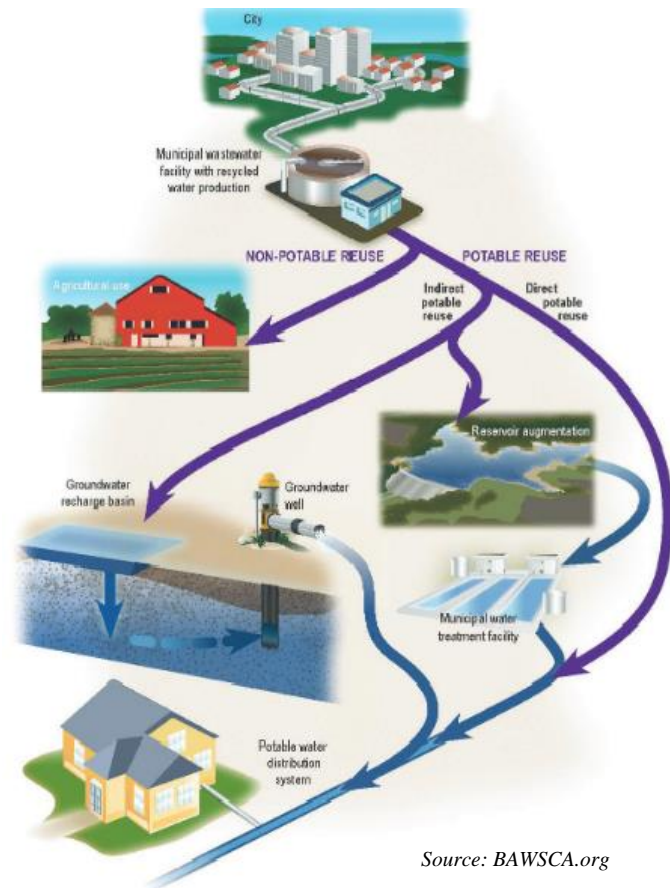 City
Municipal wastewater
facility with recycled
water production
NON-POTABLE REUSE
POTABLE REUSE
Agricultural use
Indirect
potable
reuse
Direct
potable
reuse
Reservoir augmentation
Groundwater
recharge basin
Groundwater
well
Municipal water
treatment facility
Potable water
distribution
system
Source: BAWSCA.org